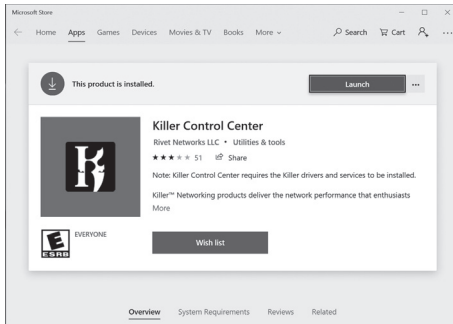 Microsoft Store
Home Apps Games Devices Movies & TV Books More Search Cart
This product is installed. Launch
Killer Control Center
Rivet Networks LLC • Utilities & tools
51 Share
Note: Killer Control Center requires the Killer drivers and services to be installed.
Killer™ Networking products deliver the network performance that enthusiasts
More
E
ESRB
EVERYONE
Wish list
Overview System Requirements Reviews Related